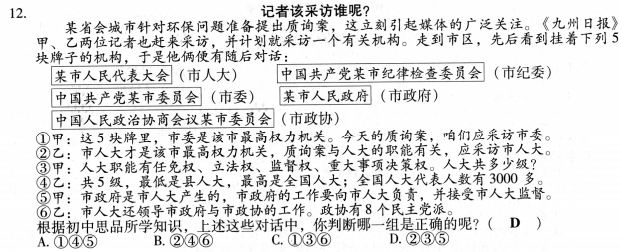 12. 记者该采访谁呢?
某省会城市针对环保问题准备提出质询案，这立刻引起媒体的广泛关注。《九州日报》
甲、乙两位记者也赶来采访，并计划就采访一个有关机构。走到市区，先后看到挂着下列5
块牌子的机构，于是他俩便有随后对话：
某市人民代表大会（市人大） 中国共产党某市纪律检查委员会（市纪委）
中国共产党某市委员会（市委） 某市人民政府（市政府）
中国人民政治协商会议某市委员会（市政协）
①甲：这5块牌里，市委是该市最高权力机关。今天的质询案，咱们应采访市委。
②乙：市人大才是该市最高权力机关，质询案与人大的职能有关，应采访市人大。
③甲：人大职能有任免权、立法权、监督权、重大事项决策权。人大共多少级?
④乙：共5级，最低是县人大，最高是全国人大；全国人大代表人数有3000多。
⑤甲：市政府是市人大产生的，市政府的工作要向市人大负责，并接受市人大监督。
⑥乙：市人大还领导市政府与市政协的工作。政协有8个民主党派。
根据初中思品所学知识，上述这些对话中，你判断哪一组是正确的呢?（ D ）
A. ①④⑤ B. ②④⑥ C. ①③⑥ D. ②③⑤